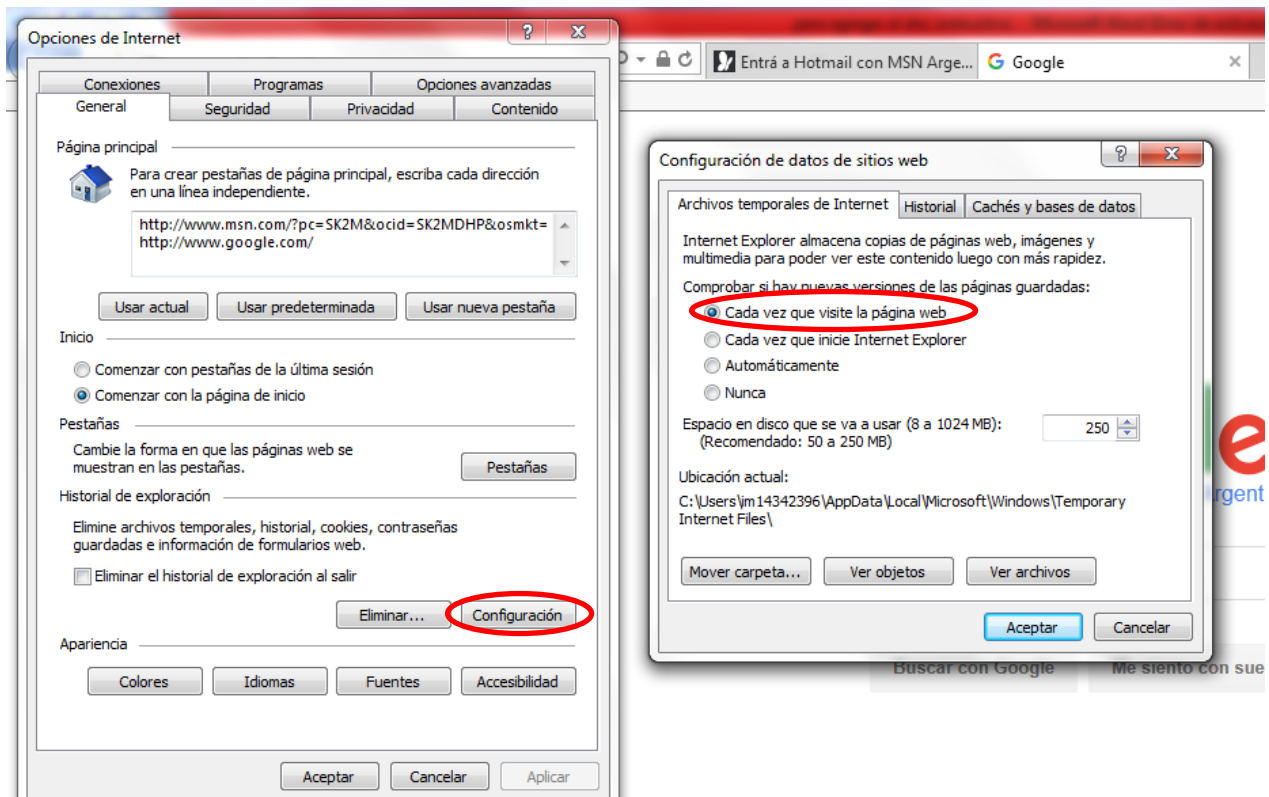 Opciones de Internet
Entrá a Hotmail con MSN Arge...
Google
Conexiones Programas Opciones avanzadas
General Seguridad Privacidad Contenido
Página principal
Para crear pestañas de página principal, escriba cada dirección
en una línea independiente.
http://www.msn.com/?pc=SK2M&ocid=SK2MDHP&osmkt=
http://www.google.com/
Usar actual Usar predeterminada Usar nueva pestaña
Inicio
Comenzar con pestañas de la última sesión
Comenzar con la página de inicio
Pestañas
Cambie la forma en que las páginas web se
muestran en las pestañas.
Pestañas
Historial de exploración
Elimine archivos temporales, historial, cookies, contraseñas
guardadas e información de formularios web.
Eliminar el historial de exploración al salir
Eliminar... Configuración
Apariencia
Colores Idiomas Fuentes Accesibilidad
Aceptar Cancelar Aplicar
Configuración de datos de sitios web
Archivos temporales de Internet Historial Cachés y bases de datos
Internet Explorer almacena copias de páginas web, imágenes y
multimedia para poder ver este contenido luego con más rapidez.
Comprobar si hay nuevas versiones de las páginas guardadas:
Cada vez que visite la página web
Cada vez que inicie Internet Explorer
Automáticamente
Nunca
Espacio en disco que se va a usar (8 a 1024 MB): 250
(Recomendado: 50 a 250 MB)
Ubicación actual:
C:\Users\jm14342396\AppData\Local\Microsoft\Windows\Temporary
Internet Files\
Mover carpeta... Ver objetos Ver archivos
Aceptar Cancelar
le
rgent
Buscar con Google Me siento con sue